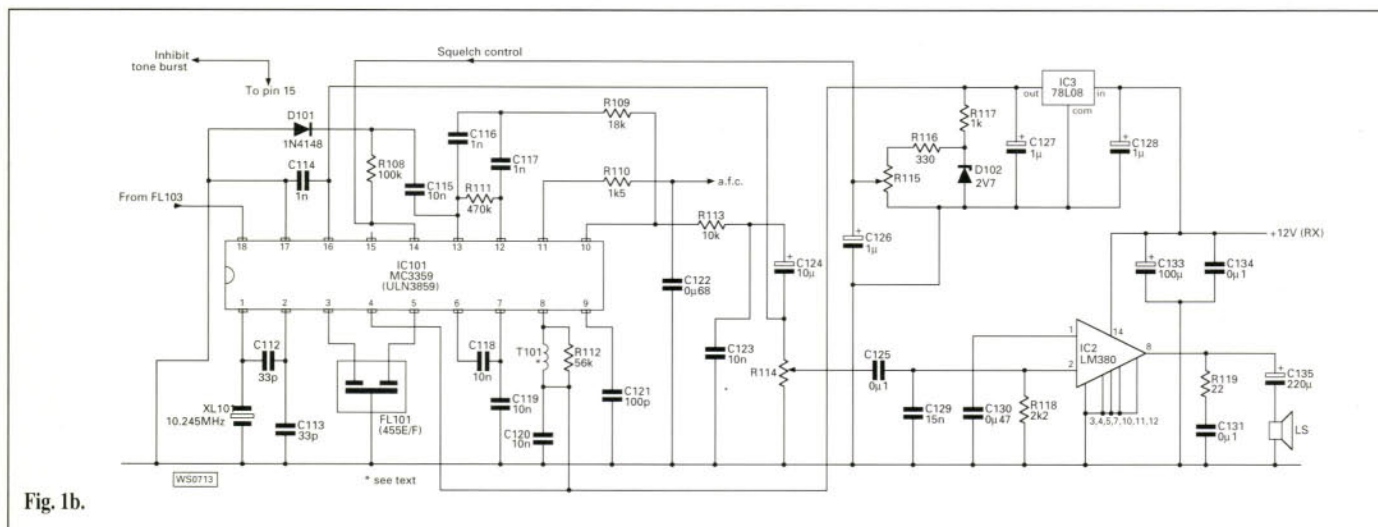 Inhibit
tone burst
To pin 15
Squelch control
D101
1N4148
C114
1n
R108
100k
C115
10n
From FL103
C116
1n
C117
1n
R111
470k
R109
18k
R110
1k5
a.f.c.
R113
10k
C124
10μ
R117
1k
R116
330
R115
D102
2V7
C126
1μ
C127
1μ
IC3
78L08
out
in
com
C128
1μ
+12V (RX)
18
17
16
15
14
13
12
11
10
IC101
MC3359
(ULN3859)
1
2
3
4
5
6
7
8
9
C112
33p
XL101
10.245MHz
C113
33p
FL101
(455E/F)
C118
10n
C119
10n
T101
*
R112
56k
C120
10n
C121
100p
C122
0μ68
C123
10n
R114
C125
0μ1
C129
15n
C130
0μ47
R118
2k2
C133
100μ
C134
0μ1
1
2
14
IC2
LM380
8
3,4,5,7,10,11,12
R119
22
C131
0μ1
C135
220μ
LS
WS0713
* see text
Fig. 1b.